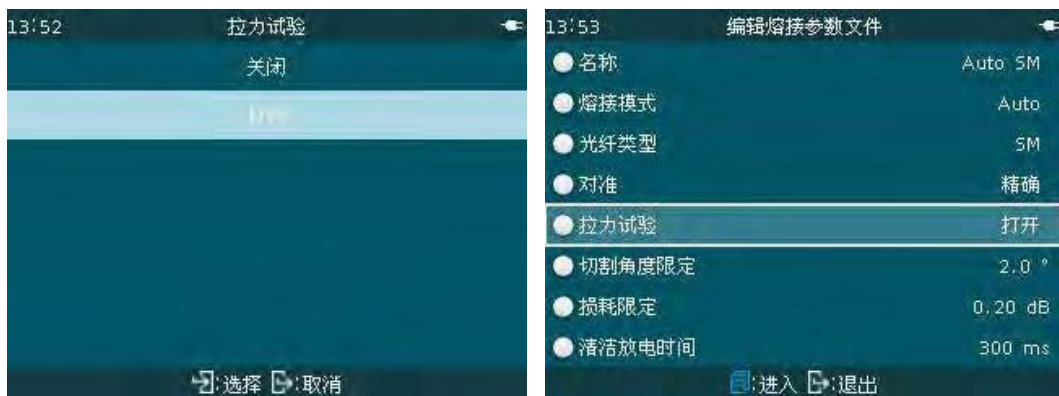 13:52 拉力试验
关闭
:选择 :取消
13:53 编辑熔接参数文件
名称 Auto SM
熔接模式 Auto
光纤类型 SM
对准 精确
拉力试验 打开
切割角度限定 2.0 °
损耗限定 0.20 dB
清洁放电时间 300 ms
:进入 :退出